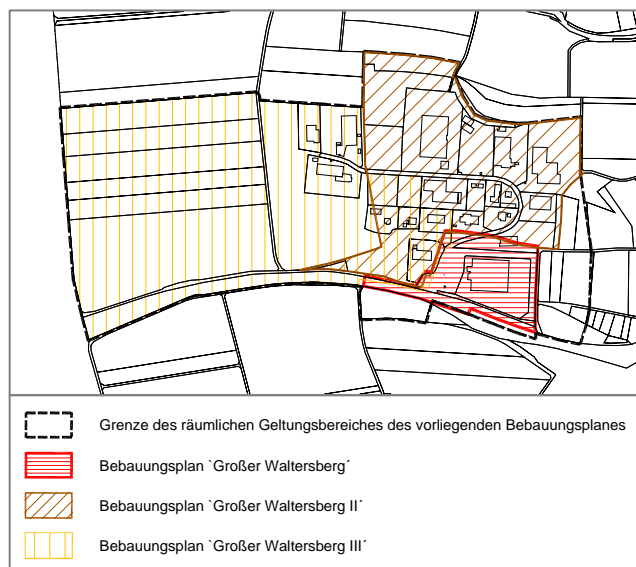 Grenze des räumlichen Geltungsbereiches des vorliegenden Bebauungsplanes
Bebauungsplan `Großer Waltersberg´
Bebauungsplan `Großer Waltersberg II´
Bebauungsplan `Großer Waltersberg III´